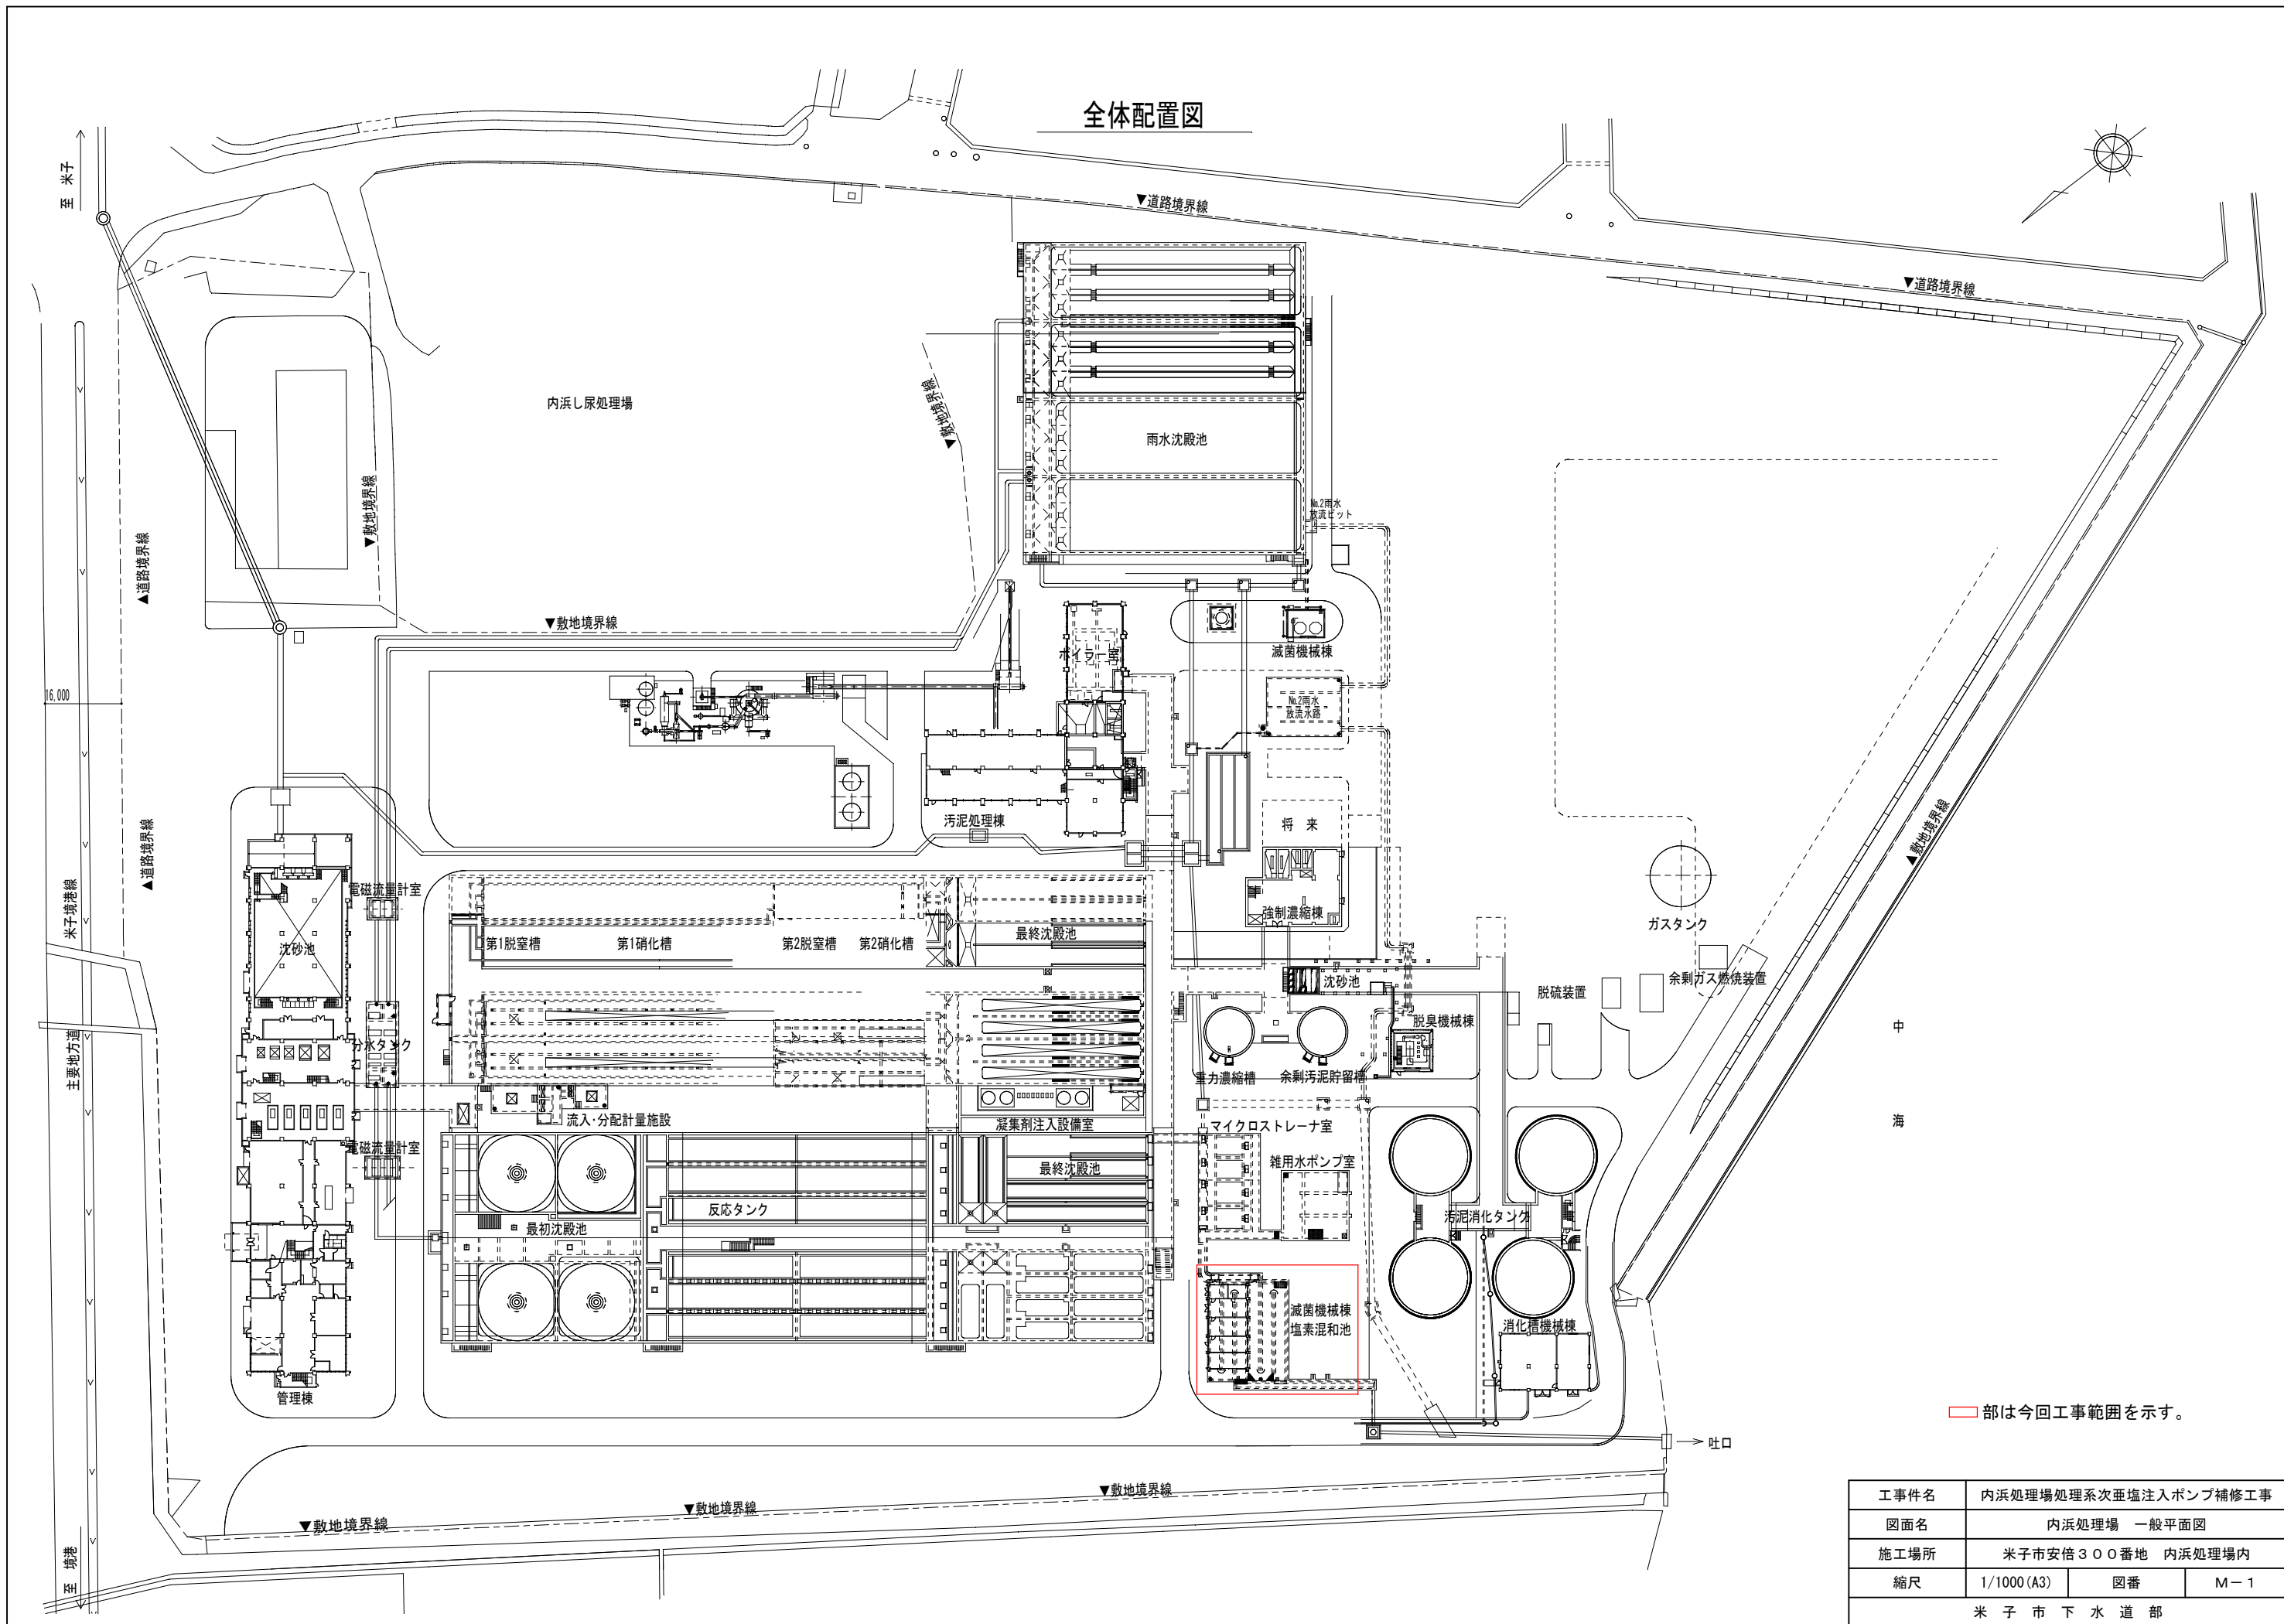 全体配置図
至 米子
▼道路境界線
▼道路境界線
内浜し尿処理場
▼敷地境界線
雨水沈殿池
▼敷地境界線
№2雨水
放流ピット
▲道路境界線
▼敷地境界線
ボイラー室
滅菌機械棟
16,000
№2雨水
放流水路
汚泥処理棟
将 来
▲道路境界線
▲敷地境界線
米子境港線
電磁流量計室
強制濃縮棟
ガスタンク
沈砂池
第1脱窒槽
第1硝化槽
第2脱窒槽
第2硝化槽
最終沈殿池
沈砂池
脱硫装置
余剰ガス燃焼装置
脱臭機械棟
中
海
主要地方道
分水タンク
重力濃縮槽
余剰汚泥貯留槽
流入・分配計量施設
凝集剤注入設備室
マイクロストレーナ室
電磁流量計室
最終沈殿池
雑用水ポンプ室
反応タンク
最初沈殿池
汚泥消化タンク
滅菌機械棟
塩素混和池
消化槽機械棟
管理棟
部は今回工事範囲を示す。
吐口
▼敷地境界線
▼敷地境界線
▼敷地境界線
至 境港
工事件名 内浜処理場処理系次亜塩注入ポンプ補修工事
図面名 内浜処理場 一般平面図
施工場所 米子市安倍３００番地 内浜処理場内
縮尺 1/1000(A3) 図番 Ｍ－１
米 子 市 下 水 道 部